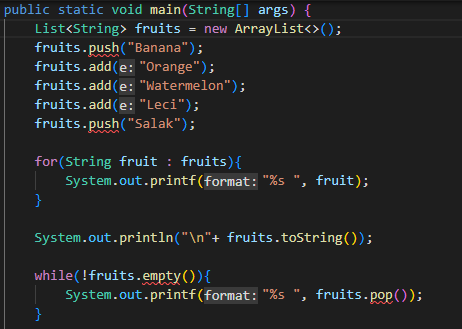 public static void main(String[] args) {
List<String> fruits = new ArrayList<>();
fruits.push("Banana");
fruits.add(e: "Orange");
fruits.add(e: "Watermelon");
fruits.add(e: "Leci");
fruits.push("Salak");
for(String fruit : fruits){
System.out.printf(format: "%s ", fruit);
}
System.out.println("\n"+ fruits.toString());
while(!fruits.empty()){
System.out.printf(format: "%s ", fruits.pop());
}